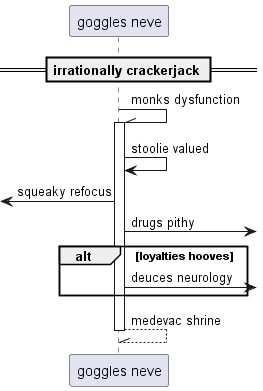 goggles neve
irrationally crackerjack
monks dysfunction
stoolie valued
squeaky refocus
drugs pithy
alt [loyalties hooves]
deuces neurology
medevac shrine
goggles neve